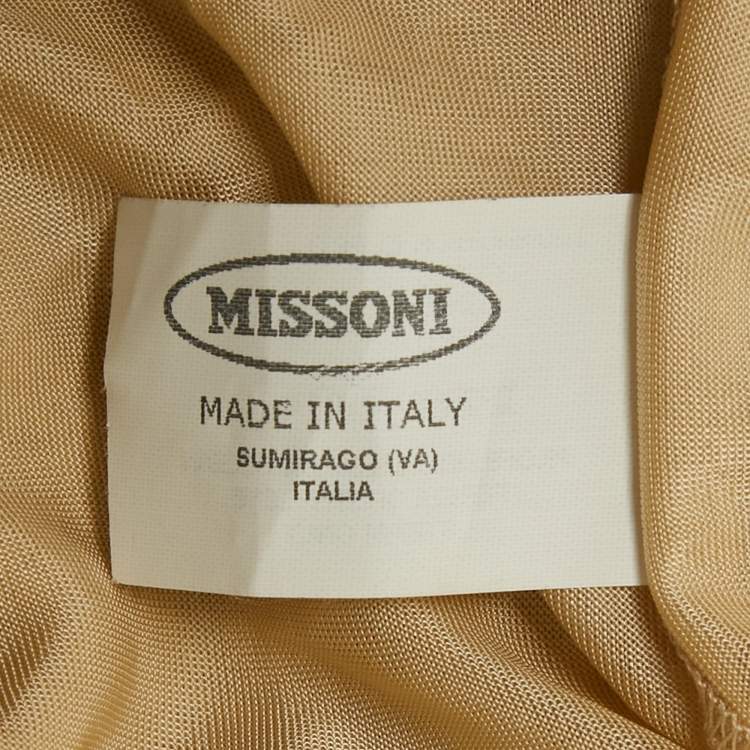 MISSONI
MADE IN ITALY
SUMIRAGO (VA)
ITALIA